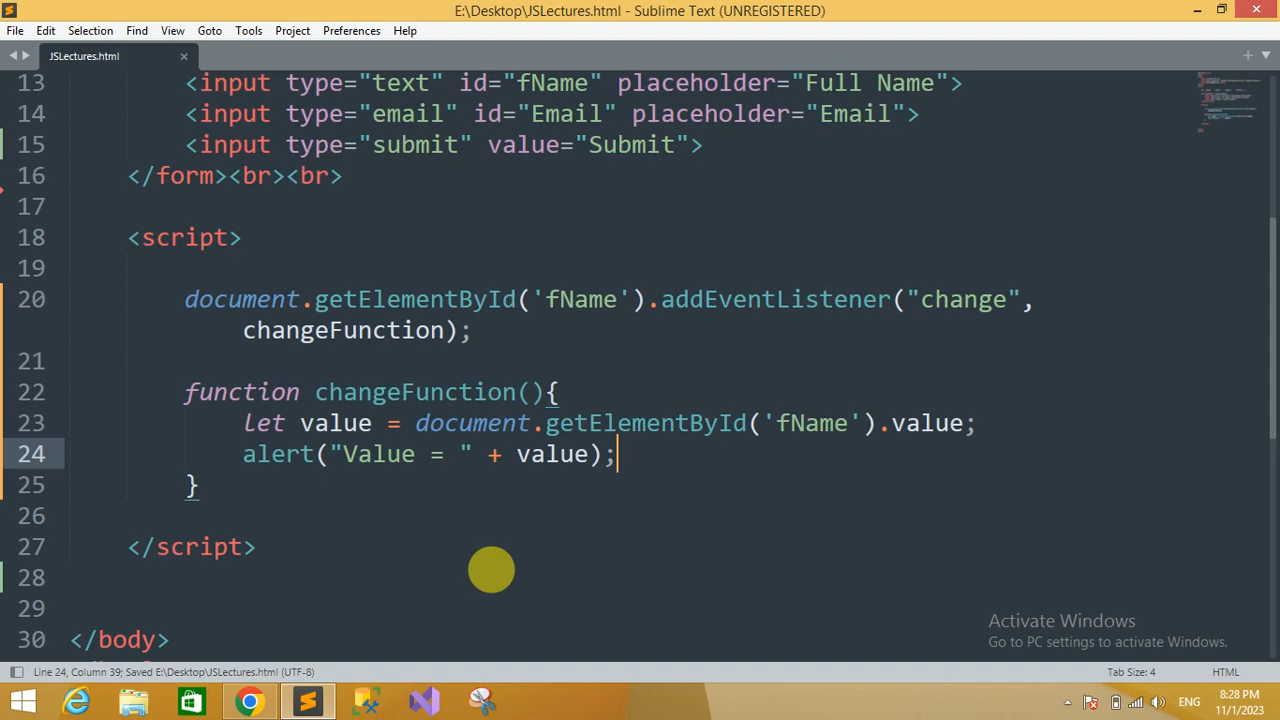 E:\Desktop\JSLectures.html - Sublime Text (UNREGISTERED)
File Edit Selection Find View Goto Tools Project Preferences Help
JSLectures.html
13 <input type="text" id="fName" placeholder="Full Name">
14 <input type="email" id="Email" placeholder="Email">
15 <input type="submit" value="Submit">
16 </form><br><br>
17
18 <script>
19
20 document.getElementById('fName').addEventListener("change",
changeFunction);
21
22 function changeFunction(){
23 let value = document.getElementById('fName').value;
24 alert("Value = " + value);
25 }
26
27 </script>
28
29
30 </body>
Activate Windows
Go to PC settings to activate Windows.
Line 24, Column 39; Saved E:\Desktop\JSLectures.html (UTF-8) Tab Size: 4 HTML
ENG 8:28 PM
11/1/2023